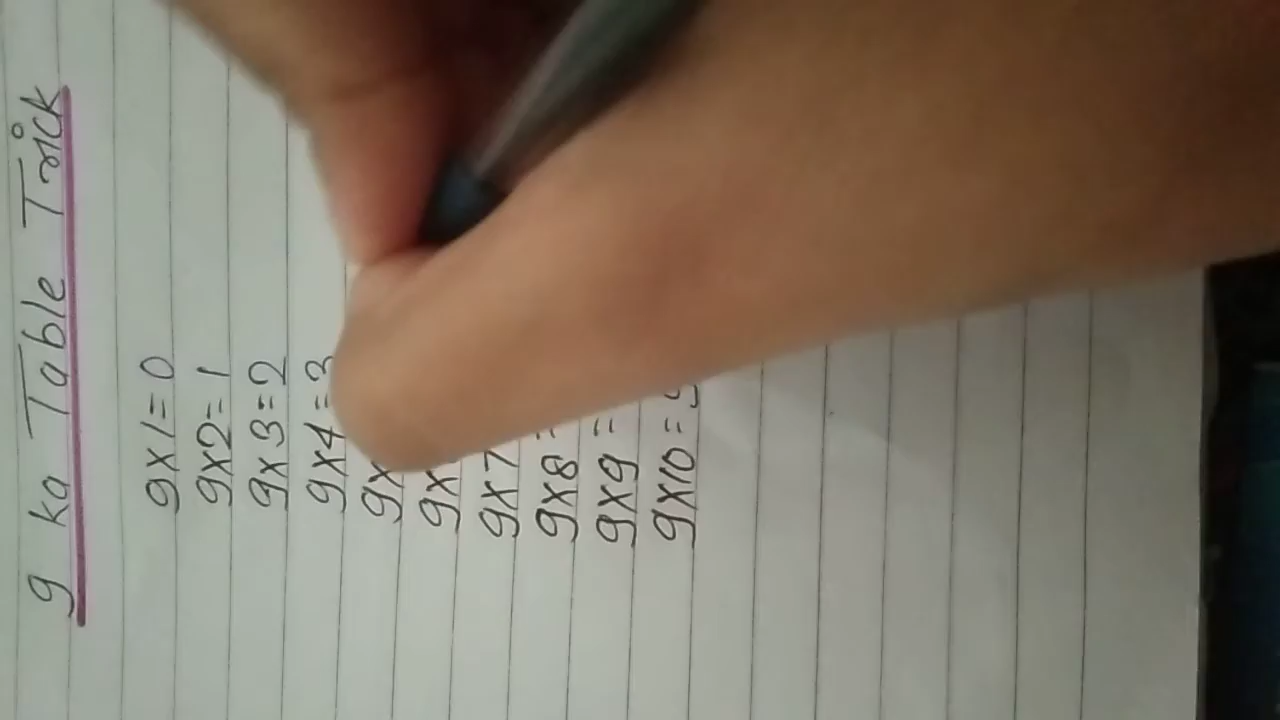 9 ka Table Trick
9x1=0
9x2=1
9x3=2
9x4=3
9x
9x
9x7
9x8=
9x9=
9x10=